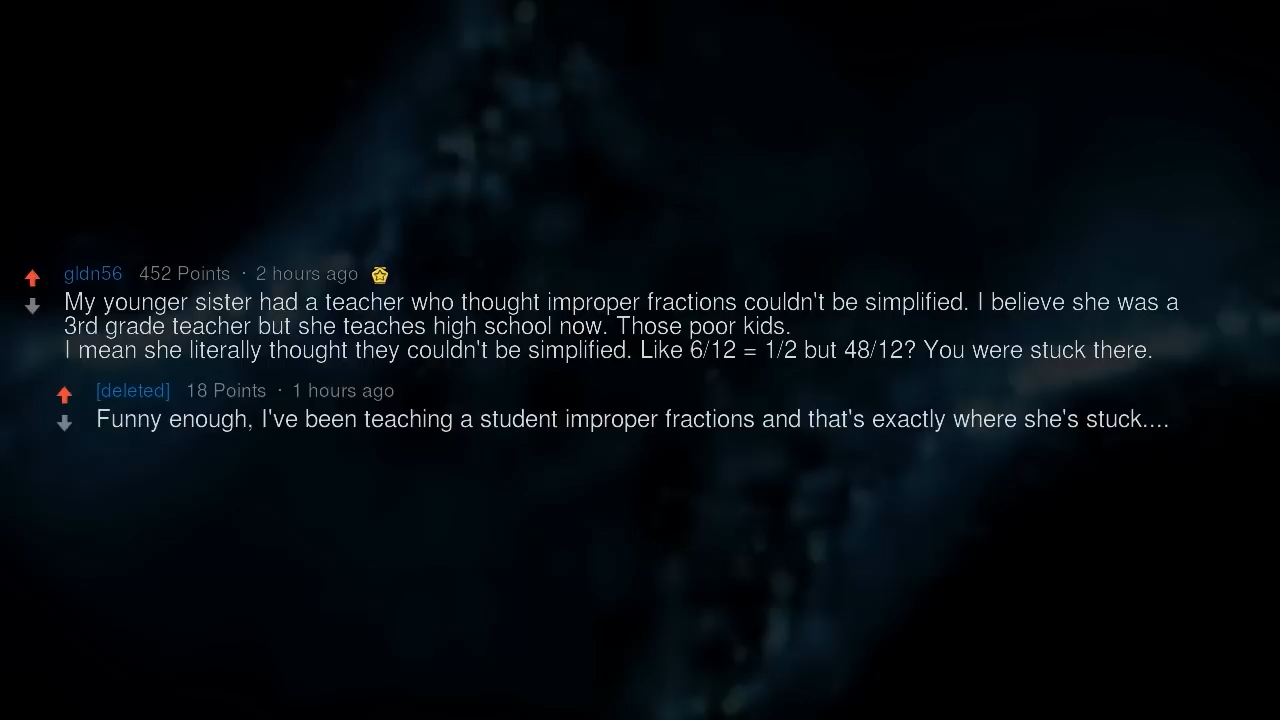 gldn56 452 Points · 2 hours ago
My younger sister had a teacher who thought improper fractions couldn't be simplified. I believe she was a
3rd grade teacher but she teaches high school now. Those poor kids.
I mean she literally thought they couldn't be simplified. Like 6/12 = 1/2 but 48/12? You were stuck there.
[deleted] 18 Points · 1 hours ago
Funny enough, I've been teaching a student improper fractions and that's exactly where she's stuck....